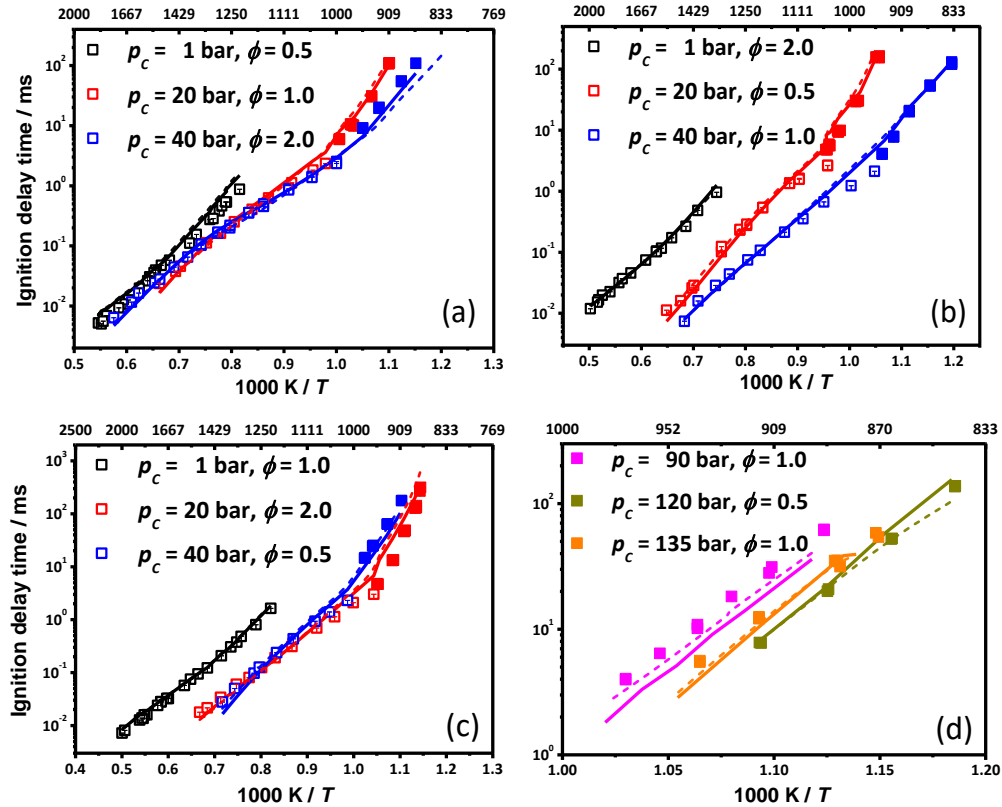 2000 1667 1429 1250 1111 1000 909 833 769
2000 1667 1429 1250 1111 1000 909 833
p_c = 1 bar, ϕ = 0.5
p_c = 20 bar, ϕ = 1.0
p_c = 40 bar, ϕ = 2.0
10^2
10^1
10^0
10^-1
10^-2
Ignition delay time / ms
(a)
0.5 0.6 0.7 0.8 0.9 1.0 1.1 1.2 1.3
1000 K / T
p_c = 1 bar, ϕ = 2.0
p_c = 20 bar, ϕ = 0.5
p_c = 40 bar, ϕ = 1.0
10^2
10^1
10^0
10^-1
10^-2
(b)
0.5 0.6 0.7 0.8 0.9 1.0 1.1 1.2
1000 K / T
2500 2000 1667 1429 1250 1111 1000 909 833 769
p_c = 1 bar, ϕ = 1.0
p_c = 20 bar, ϕ = 2.0
p_c = 40 bar, ϕ = 0.5
10^3
10^2
10^1
10^0
10^-1
10^-2
Ignition delay time / ms
(c)
0.4 0.5 0.6 0.7 0.8 0.9 1.0 1.1 1.2 1.3
1000 K / T
1000 952 909 870 833
p_c = 90 bar, ϕ = 1.0
p_c = 120 bar, ϕ = 0.5
p_c = 135 bar, ϕ = 1.0
10^2
10^1
10^0
(d)
1.00 1.05 1.10 1.15 1.20
1000 K / T